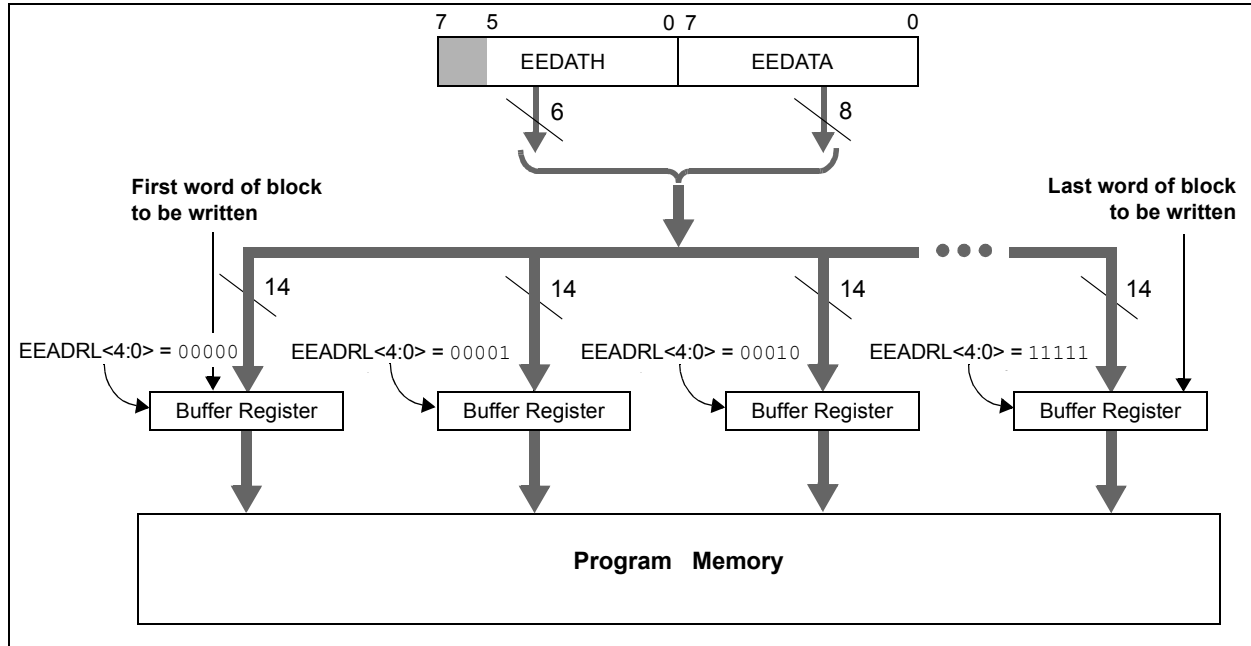 7 5 0 7 0
EEDATH EEDATA
6 8
First word of block
to be written
Last word of block
to be written
14 14 14 14
EEADRL<4:0> = 00000 EEADRL<4:0> = 00001 EEADRL<4:0> = 00010 EEADRL<4:0> = 11111
Buffer Register Buffer Register Buffer Register Buffer Register
Program Memory